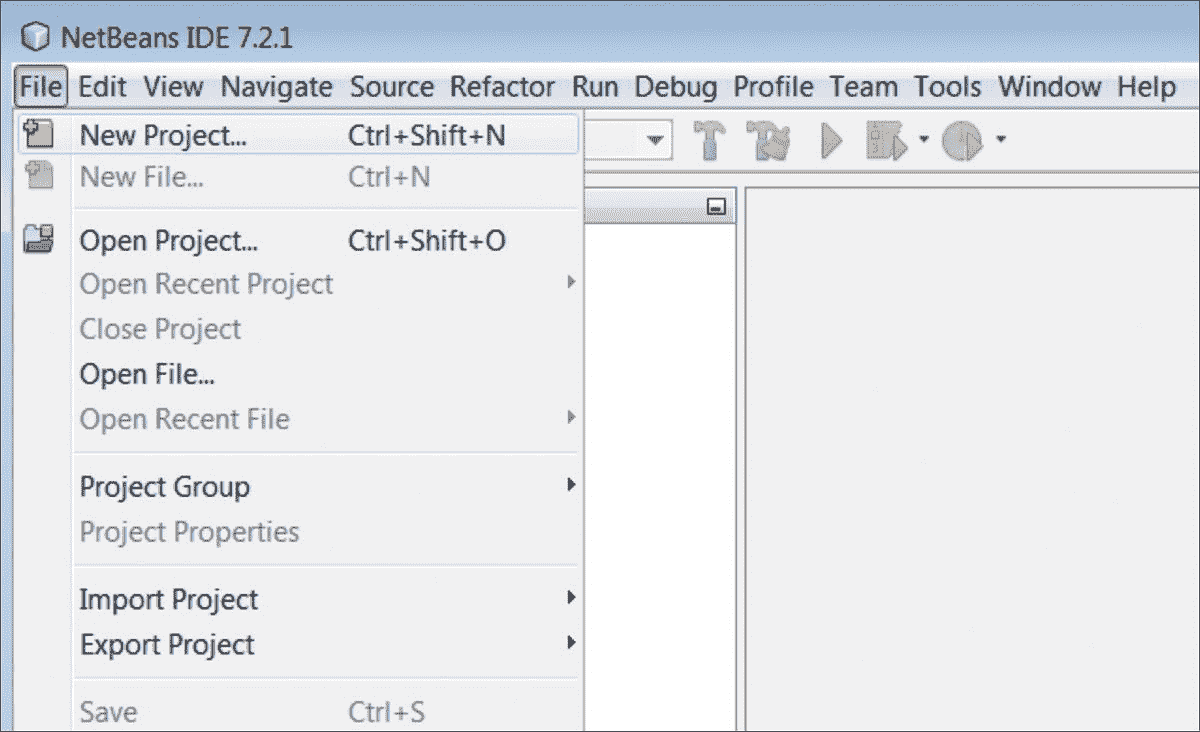 NetBeans IDE 7.2.1
File Edit View Navigate Source Refactor Run Debug Profile Team Tools Window Help
New Project... Ctrl+Shift+N
New File... Ctrl+N
Open Project... Ctrl+Shift+O
Open Recent Project
Close Project
Open File...
Open Recent File
Project Group
Project Properties
Import Project
Export Project
Save Ctrl+S